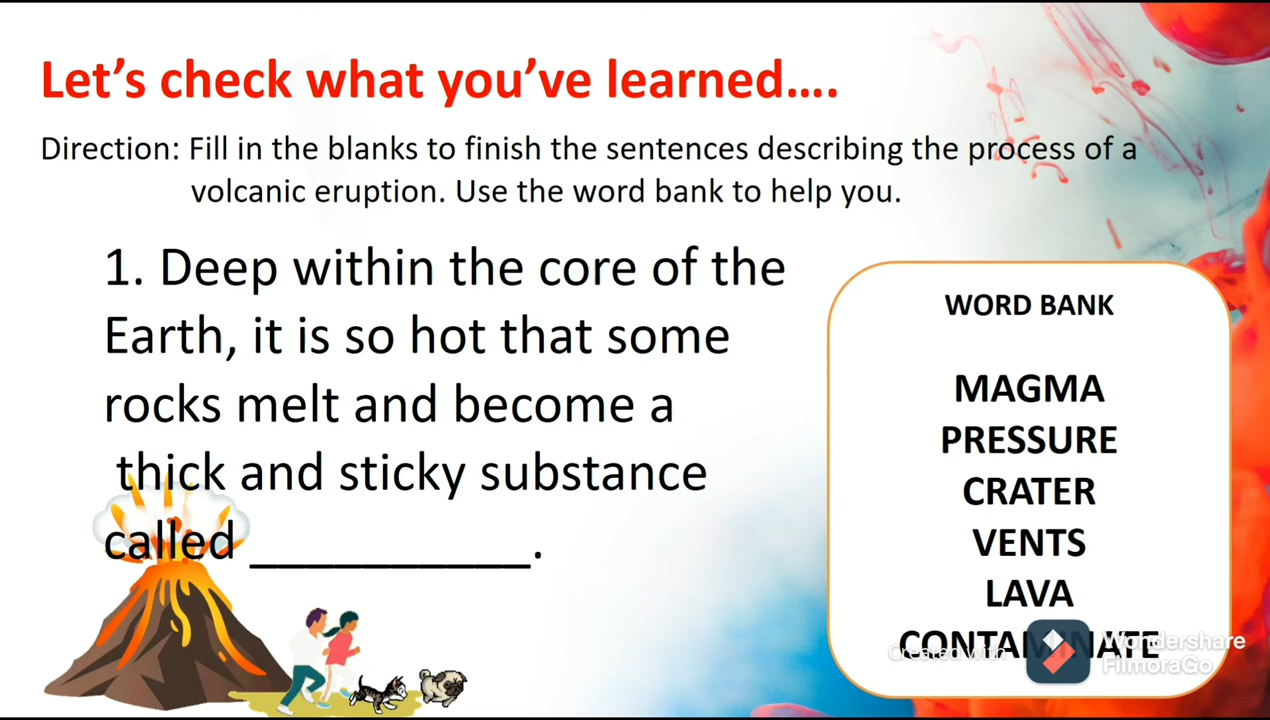 Let's check what you've learned....
Direction: Fill in the blanks to finish the sentences describing the process of a
volcanic eruption. Use the word bank to help you.
1. Deep within the core of the
Earth, it is so hot that some
rocks melt and become a
thick and sticky substance
called ___________.
WORD BANK
MAGMA
PRESSURE
CRATER
VENTS
LAVA
CONTAMINATE
Created with
Wondershare
FilmoraGo